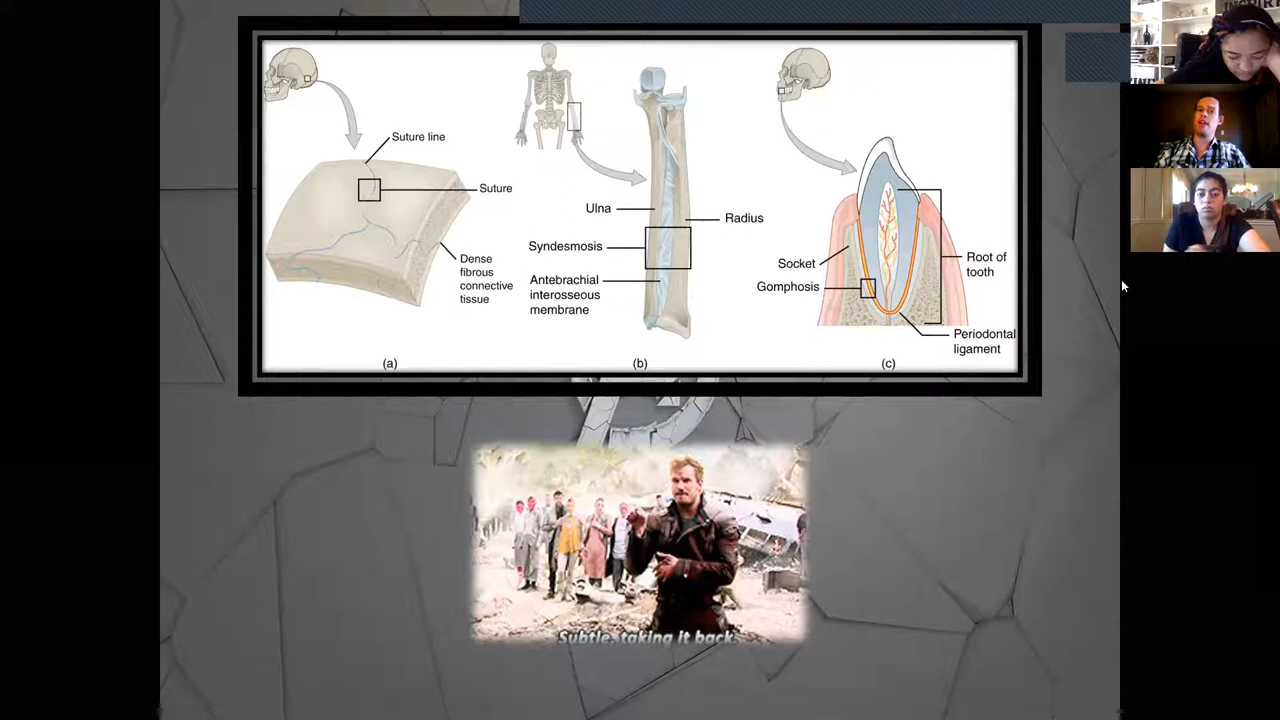 Suture line
Suture
Dense
fibrous
connective
tissue
(a)
Ulna
Radius
Syndesmosis
Antebrachial
interosseous
membrane
(b)
Socket
Gomphosis
Root of
tooth
Periodontal
ligament
(c)
Subtle, taking it back.